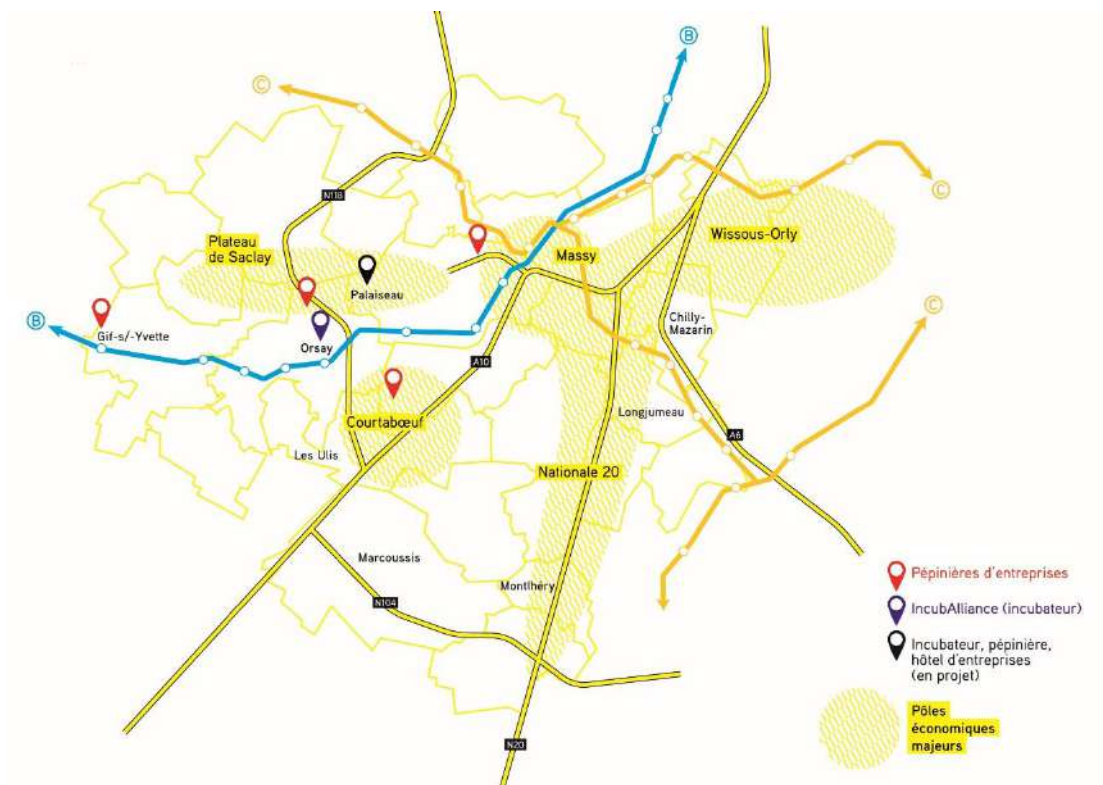 B
C
N118
Plateau
de Saclay
Massy
Wissous-Orly
C
Palaiseau
B
Gif-s/-Yvette
Orsay
Chilly-
Mazarin
C
A10
Courtabœuf
Longjumeau
A6
Les Ulis
Nationale 20
Marcoussis
Montlhéry
N104
N20
Pépinières d'entreprises
IncubAlliance (incubateur)
Incubateur, pépinière,
hôtel d'entreprises
(en projet)
Pôles
économiques
majeurs